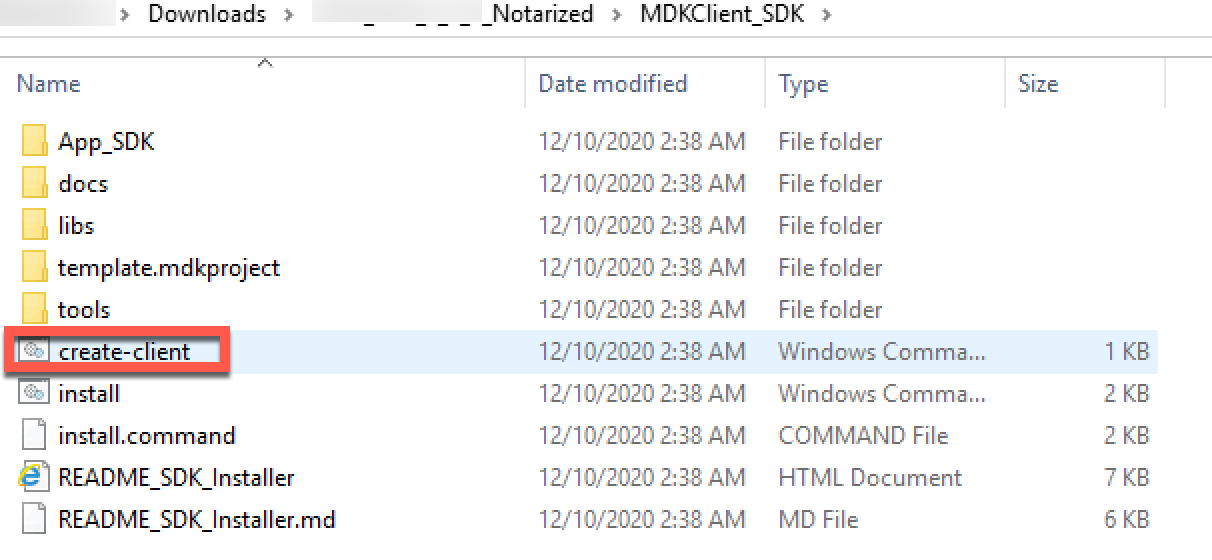 Downloads _Notarized MDKClient_SDK
Name Date modified Type Size
App_SDK 12/10/2020 2:38 AM File folder
docs 12/10/2020 2:38 AM File folder
libs 12/10/2020 2:38 AM File folder
template.mdkproject 12/10/2020 2:38 AM File folder
tools 12/10/2020 2:38 AM File folder
create-client 12/10/2020 2:38 AM Windows Comma... 1 KB
install 12/10/2020 2:38 AM Windows Comma... 2 KB
install.command 12/10/2020 2:38 AM COMMAND File 2 KB
README_SDK_Installer 12/10/2020 2:38 AM HTML Document 7 KB
README_SDK_Installer.md 12/10/2020 2:38 AM MD File 6 KB